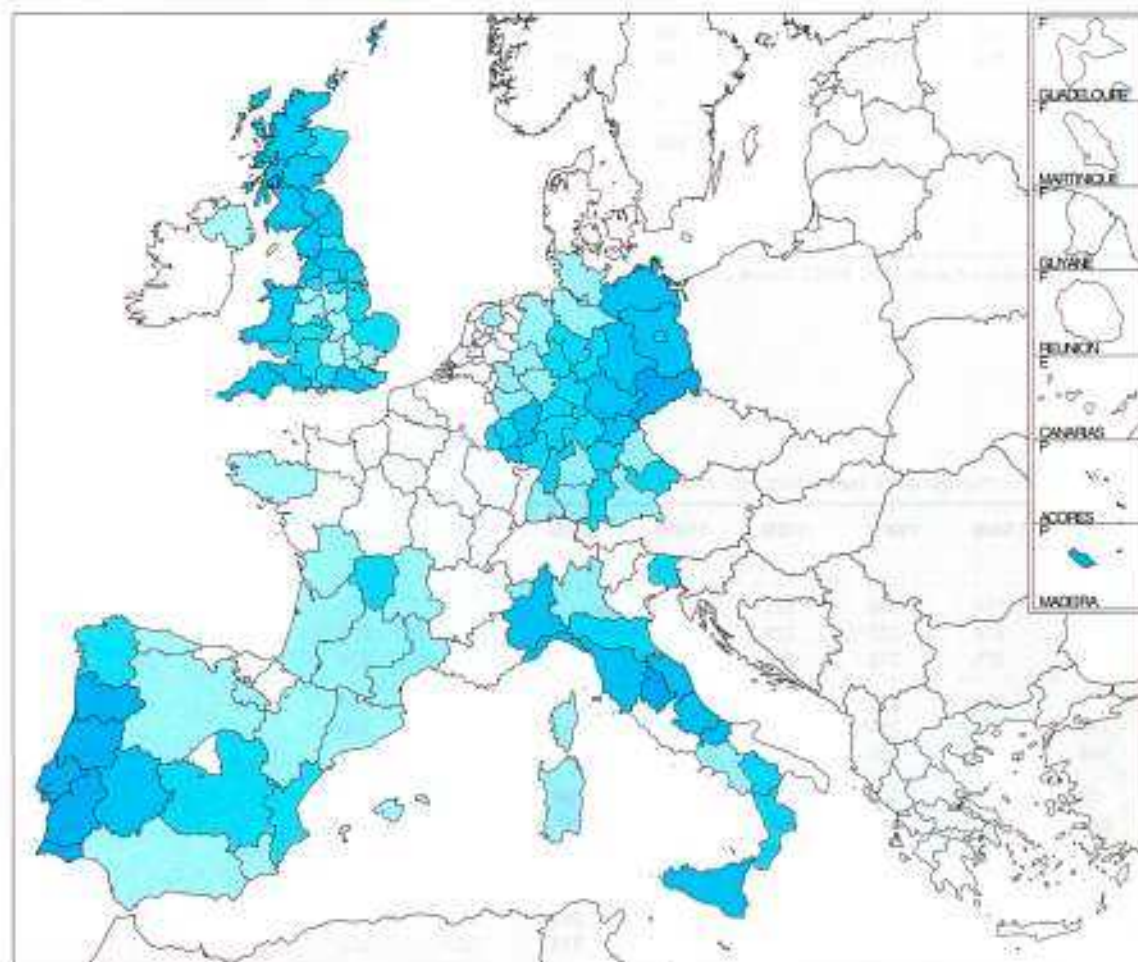 F
GUADELOUPE
F
MARTINIQUE
F
GUYANE
F
REUNION
E
CANARIAS
P
ACORES
P
MADEIRA